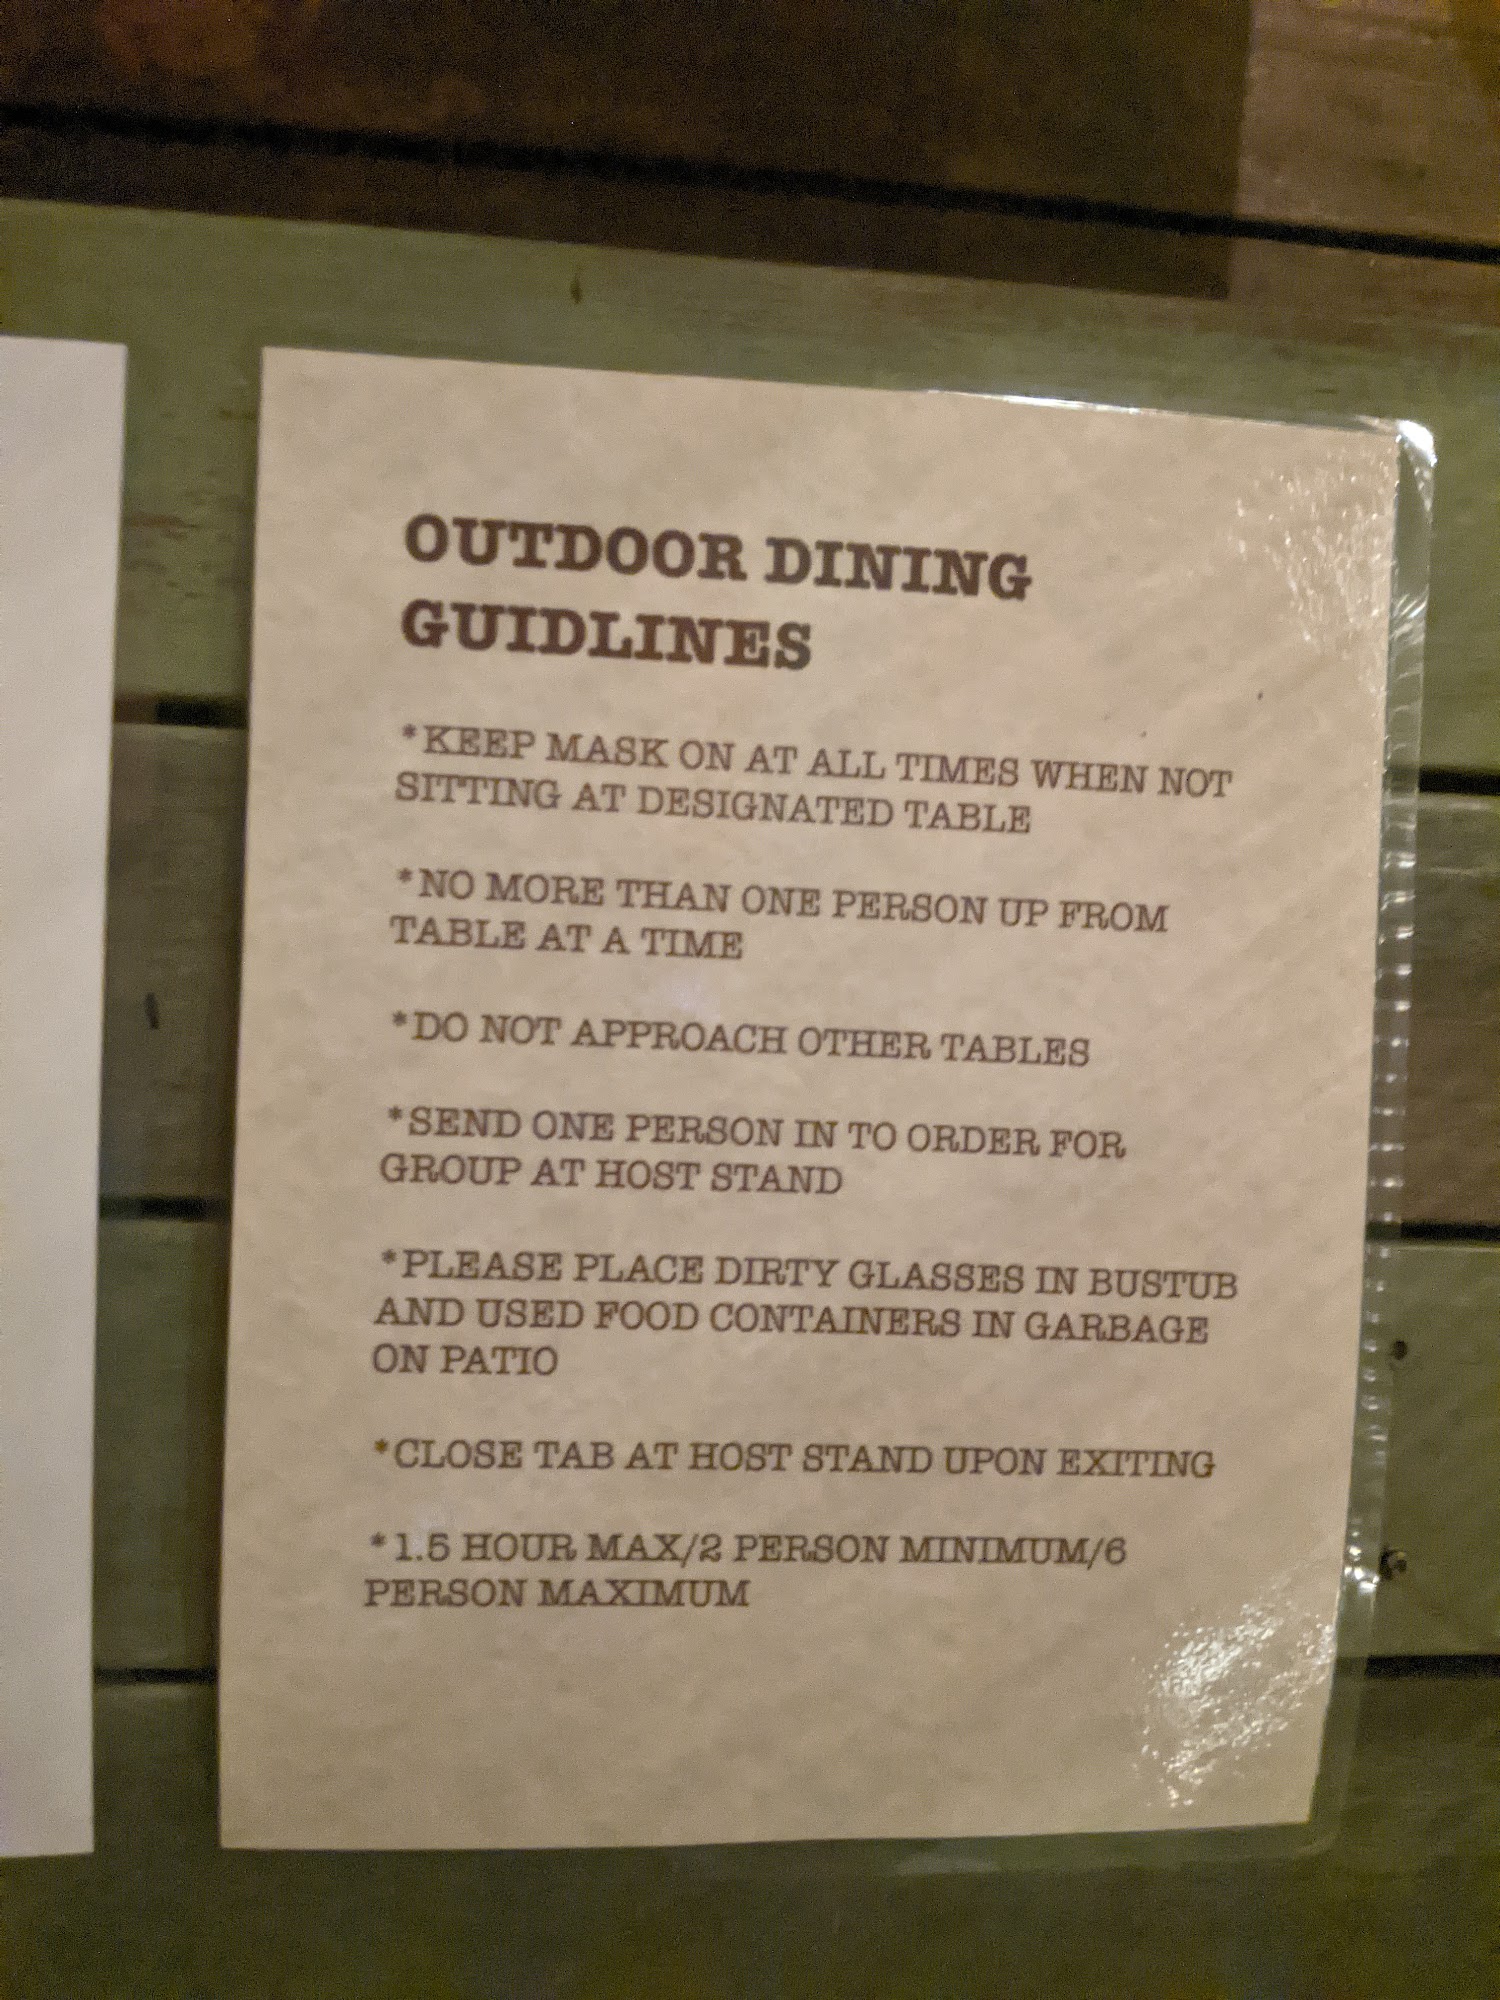 OUTDOOR DINING
GUIDLINES
*KEEP MASK ON AT ALL TIMES WHEN NOT
SITTING AT DESIGNATED TABLE
*NO MORE THAN ONE PERSON UP FROM
TABLE AT A TIME
*DO NOT APPROACH OTHER TABLES
*SEND ONE PERSON IN TO ORDER FOR
GROUP AT HOST STAND
*PLEASE PLACE DIRTY GLASSES IN BUSTUB
AND USED FOOD CONTAINERS IN GARBAGE
ON PATIO
*CLOSE TAB AT HOST STAND UPON EXITING
*1.5 HOUR MAX/2 PERSON MINIMUM/6
PERSON MAXIMUM